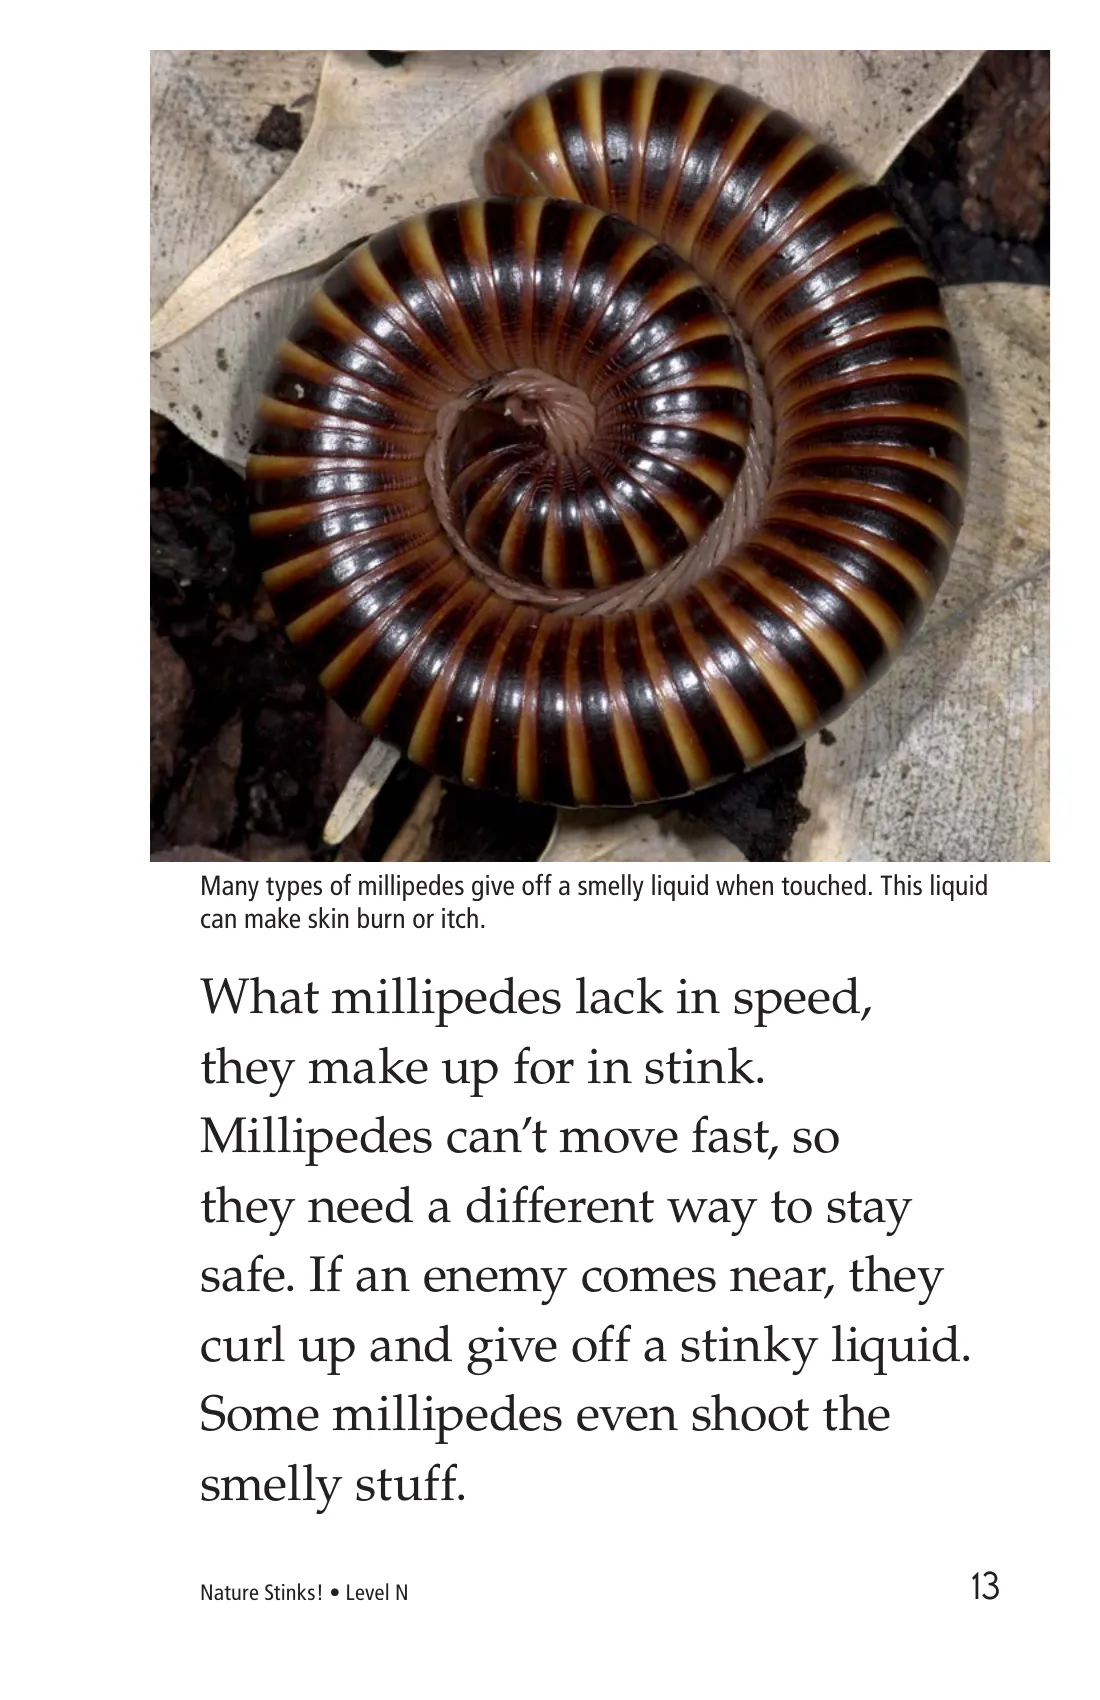 Many types of millipedes give off a smelly liquid when touched. This liquid
can make skin burn or itch.
What millipedes lack in speed,
they make up for in stink.
Millipedes can’t move fast, so
they need a different way to stay
safe. If an enemy comes near, they
curl up and give off a stinky liquid.
Some millipedes even shoot the
smelly stuff.
Nature Stinks! • Level N
13